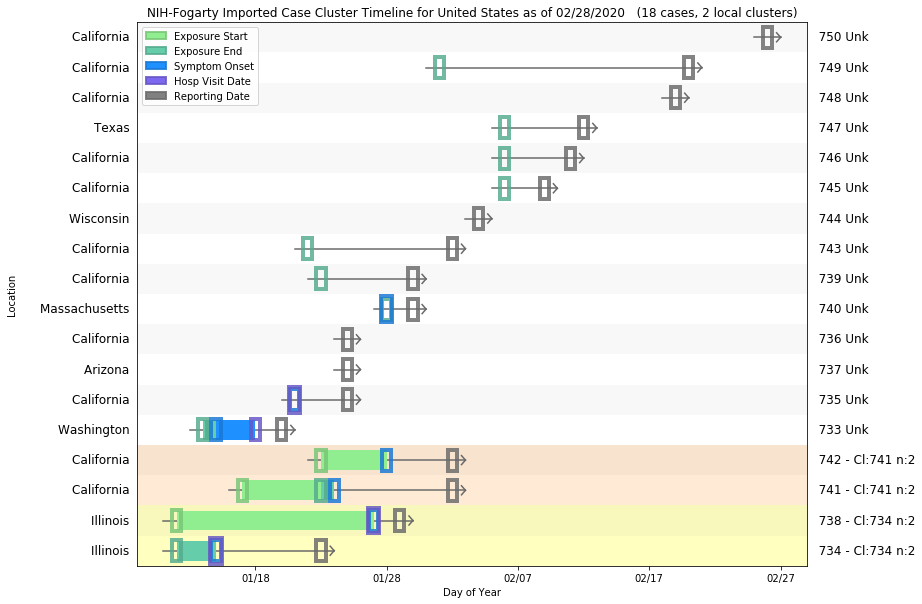 NIH-Fogarty Imported Case Cluster Timeline for United States as of 02/28/2020   (18 cases, 2 local clusters)
Exposure Start
Exposure End
Symptom Onset
Hosp Visit Date
Reporting Date
California 750 Unk
California 749 Unk
California 748 Unk
Texas 747 Unk
California 746 Unk
California 745 Unk
Wisconsin 744 Unk
California 743 Unk
California 739 Unk
Massachusetts 740 Unk
California 736 Unk
Arizona 737 Unk
California 735 Unk
Washington 733 Unk
California 742 - Cl:741 n:2
California 741 - Cl:741 n:2
Illinois 738 - Cl:734 n:2
Illinois 734 - Cl:734 n:2
Location
01/18 01/28 02/07 02/17 02/27
Day of Year